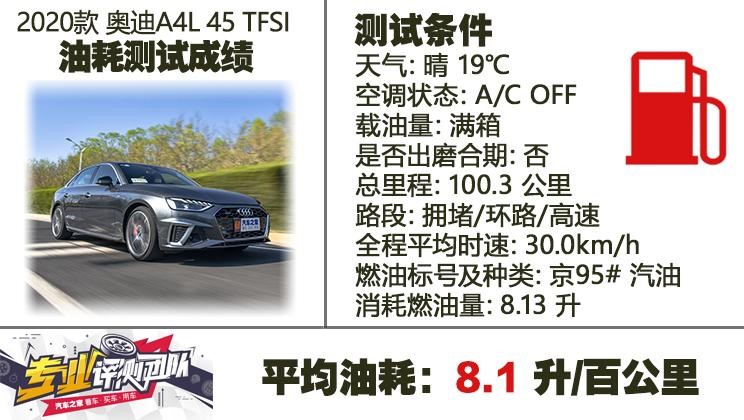 2020款 奥迪A4L 45 TFSI
油耗测试成绩
汽车之家
测试条件
天气: 晴 19℃
空调状态: A/C OFF
载油量: 满箱
是否出磨合期: 否
总里程: 100.3 公里
路段: 拥堵/环路/高速
全程平均时速: 30.0km/h
燃油标号及种类: 京95# 汽油
消耗燃油量: 8.13 升
专业评测团队
汽车之家 看车·买车·用车
平均油耗: 8.1 升/百公里